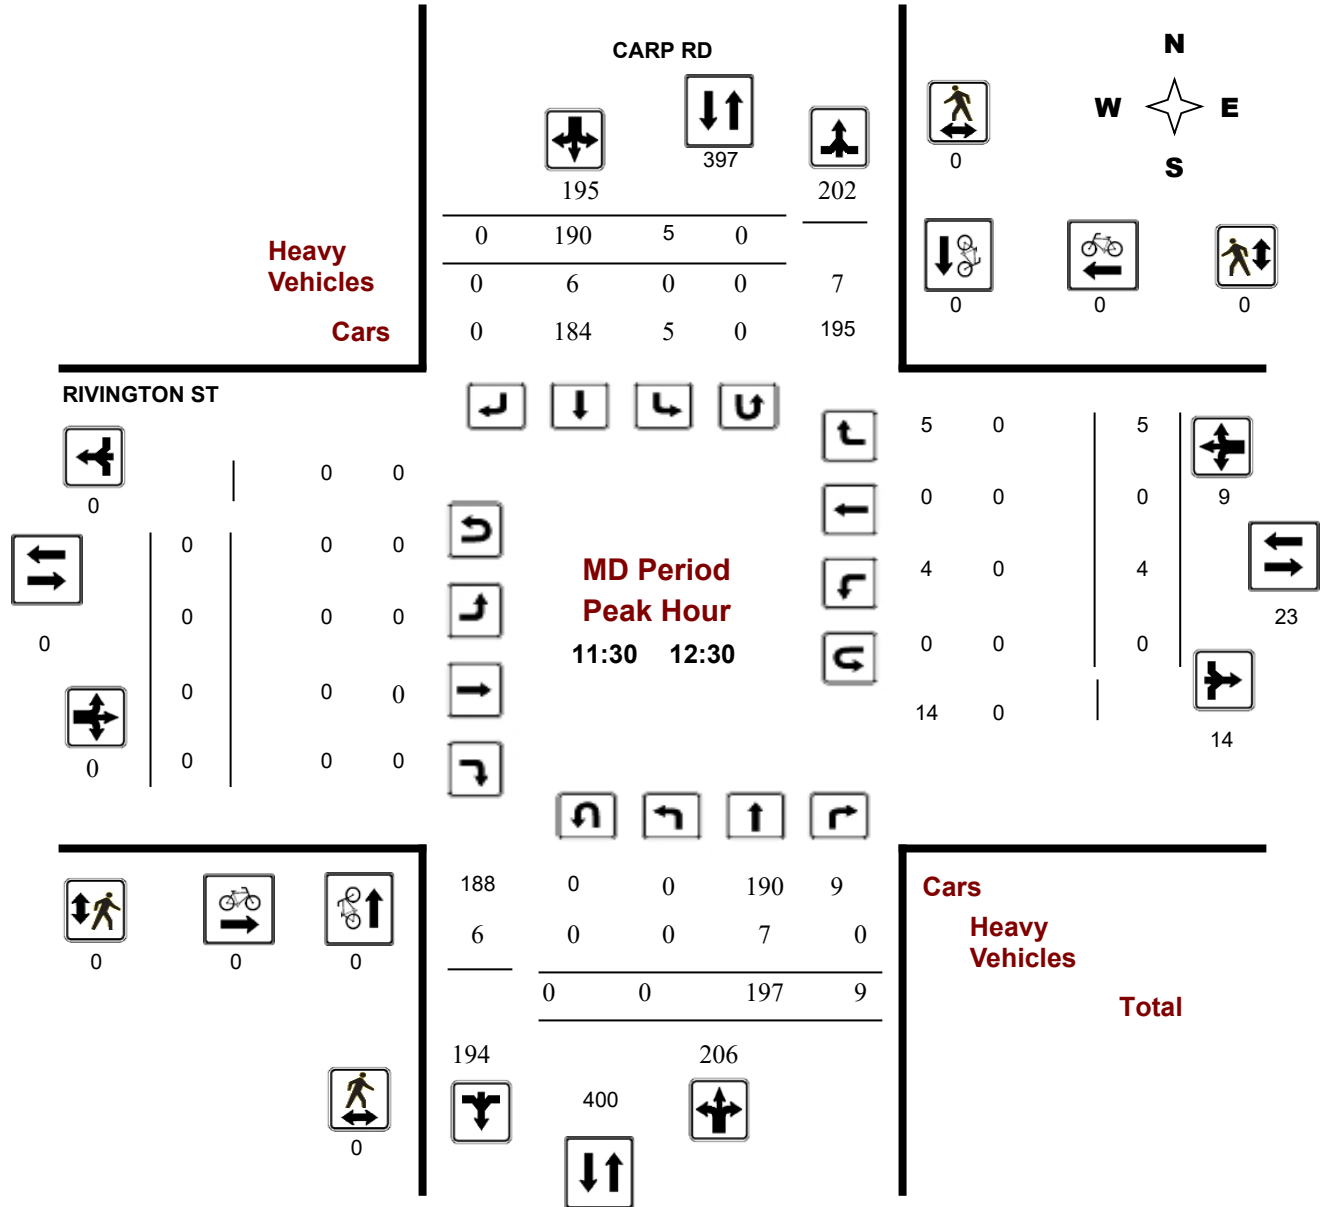 CARP RD
N
W E
S
397
0
195 202
0 190 5 0
Heavy
Vehicles
0 6 0 0 7
0 0 0
Cars 0 184 5 0 195
RIVINGTON ST
5 0 5
0 0
0
0 0 0
9
0 0 0
MD Period
Peak Hour
4 0 4
0 0 0
23
11:30 12:30
0
0 0 0
0 0 0
14 0
14
0
0 0 0
188 0 0 190 9
Cars
6 0 0 7 0
Heavy
Vehicles
0 0 0
0 0 197 9
Total
194 206
400
0